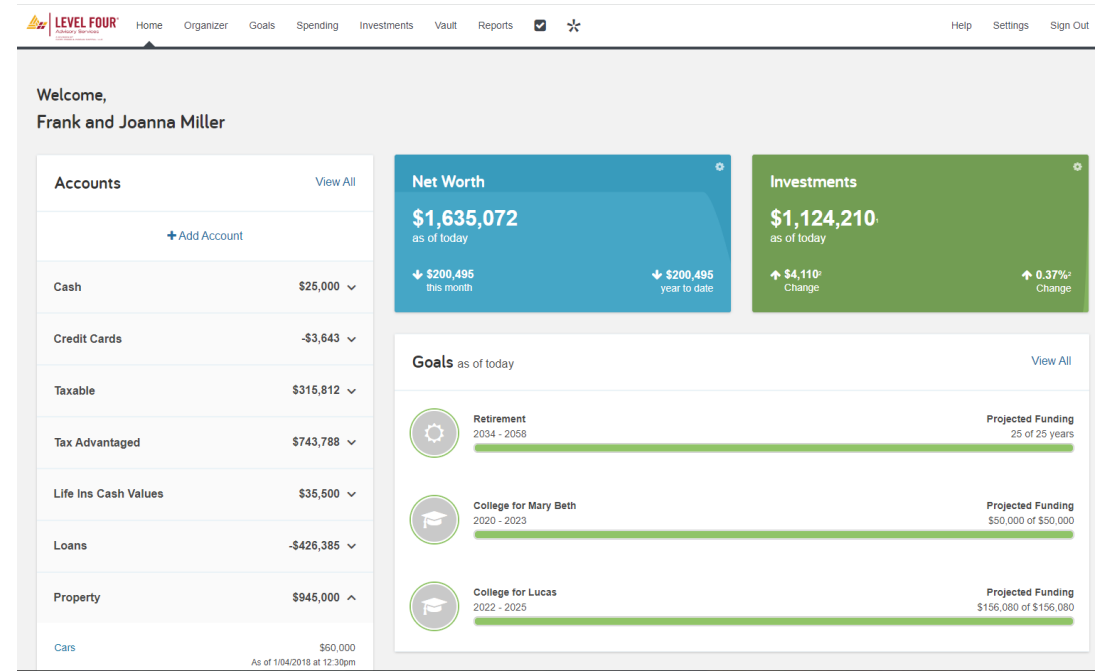 LEVEL FOUR
Advisory Services
Home
Organizer
Goals
Spending
Investments
Vault
Reports
Help
Settings
Sign Out
Welcome,
Frank and Joanna Miller
Accounts
View All
+ Add Account
Cash
$25,000
Credit Cards
-$3,643
Taxable
$315,812
Tax Advantaged
$743,788
Life Ins Cash Values
$35,500
Loans
-$426,385
Property
$945,000
Cars
$60,000
As of 1/04/2018 at 12:30pm
Net Worth
$1,635,072
as of today
$200,495
this month
$200,495
year to date
Investments
$1,124,210¹
as of today
$4,110²
Change
0.37%²
Change
Goals as of today
View All
Retirement
2034 - 2058
Projected Funding
25 of 25 years
College for Mary Beth
2020 - 2023
Projected Funding
$50,000 of $50,000
College for Lucas
2022 - 2025
Projected Funding
$156,080 of $156,080